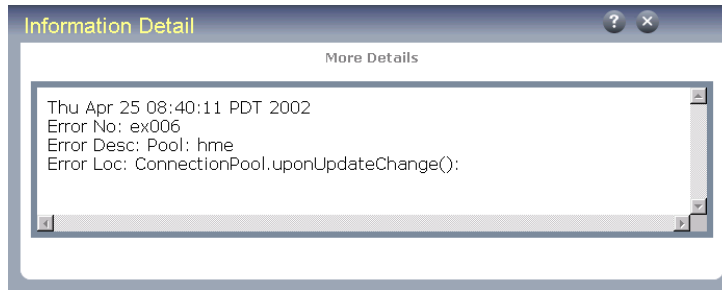 Information Detail
More Details
Thu Apr 25 08:40:11 PDT 2002
Error No: ex006
Error Desc: Pool: hme
Error Loc: ConnectionPool.uponUpdateChange():